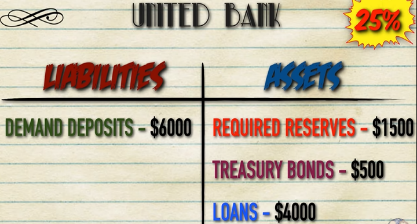 UNITED BANK
25%
LIABILITIES
ASSETS
DEMAND DEPOSITS - $6000
REQUIRED RESERVES - $1500
TREASURY BONDS - $500
LOANS - $4000